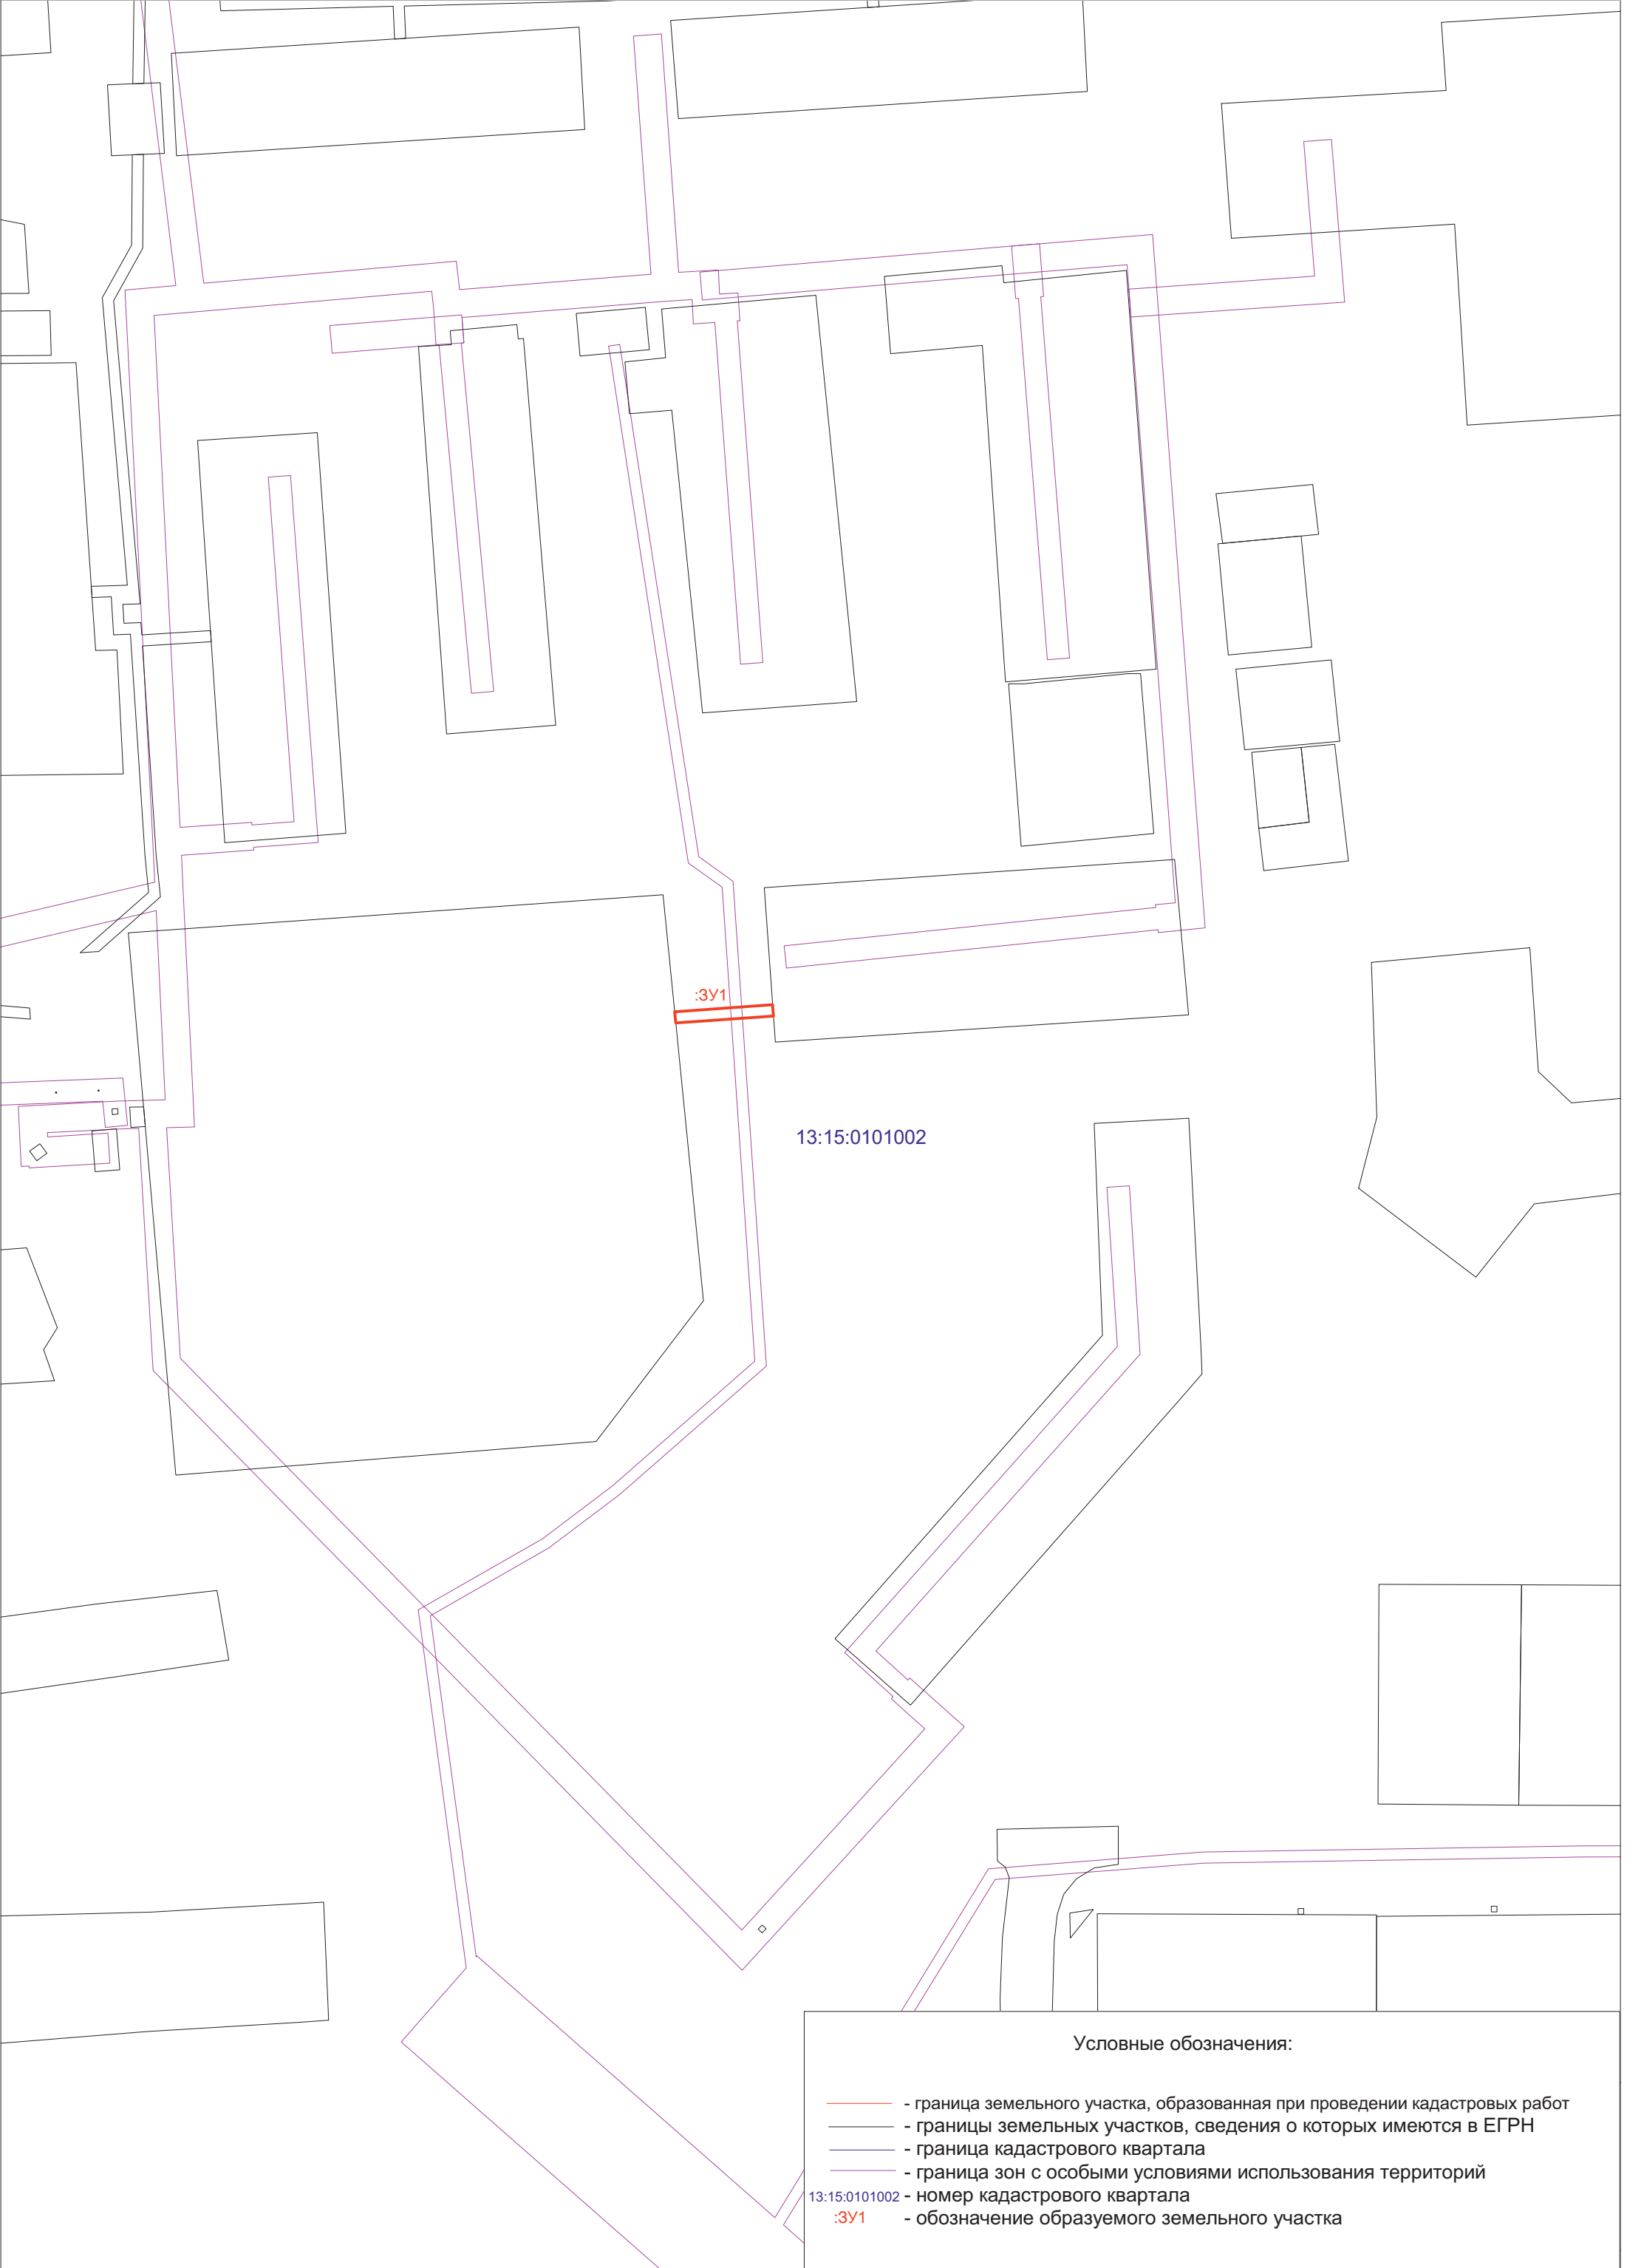 :ЗУ1
13:15:0101002
Условные обозначения:
- граница земельного участка, образованная при проведении кадастровых работ
- границы земельных участков, сведения о которых имеются в ЕГРН
- граница кадастрового квартала
- граница зон с особыми условиями использования территорий
13:15:0101002 - номер кадастрового квартала
:ЗУ1 - обозначение образуемого земельного участка